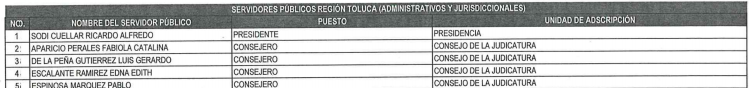 SERVIDORES PÚBLICOS REGIÓN TOLUCA (ADMINISTRATIVOS Y JURISDICCIONALES)
NO. NOMBRE DEL SERVIDOR PÚBLICO PUESTO UNIDAD DE ADSCRIPCIÓN
1 SODI CUELLAR RICARDO ALFREDO PRESIDENTE PRESIDENCIA
2 APARICIO PERALES FABIOLA CATALINA CONSEJERO CONSEJO DE LA JUDICATURA
3 DE LA PEÑA GUTIERREZ LUIS GERARDO CONSEJERO CONSEJO DE LA JUDICATURA
4 ESCALANTE RAMIREZ EDNA EDITH CONSEJERO CONSEJO DE LA JUDICATURA
5 ESPINOSA MARQUEZ PABLO CONSEJERO CONSEJO DE LA JUDICATURA